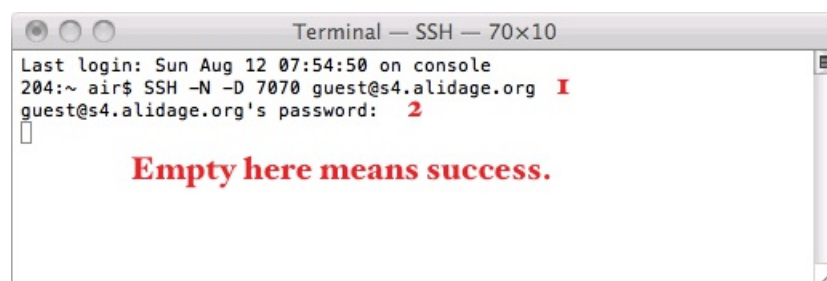 Terminal — SSH — 70×10
Last login: Sun Aug 12 07:54:50 on console
204:~ air$ SSH -N -D 7070 guest@s4.alidage.org 1
guest@s4.alidage.org's password: 2
Empty here means success.